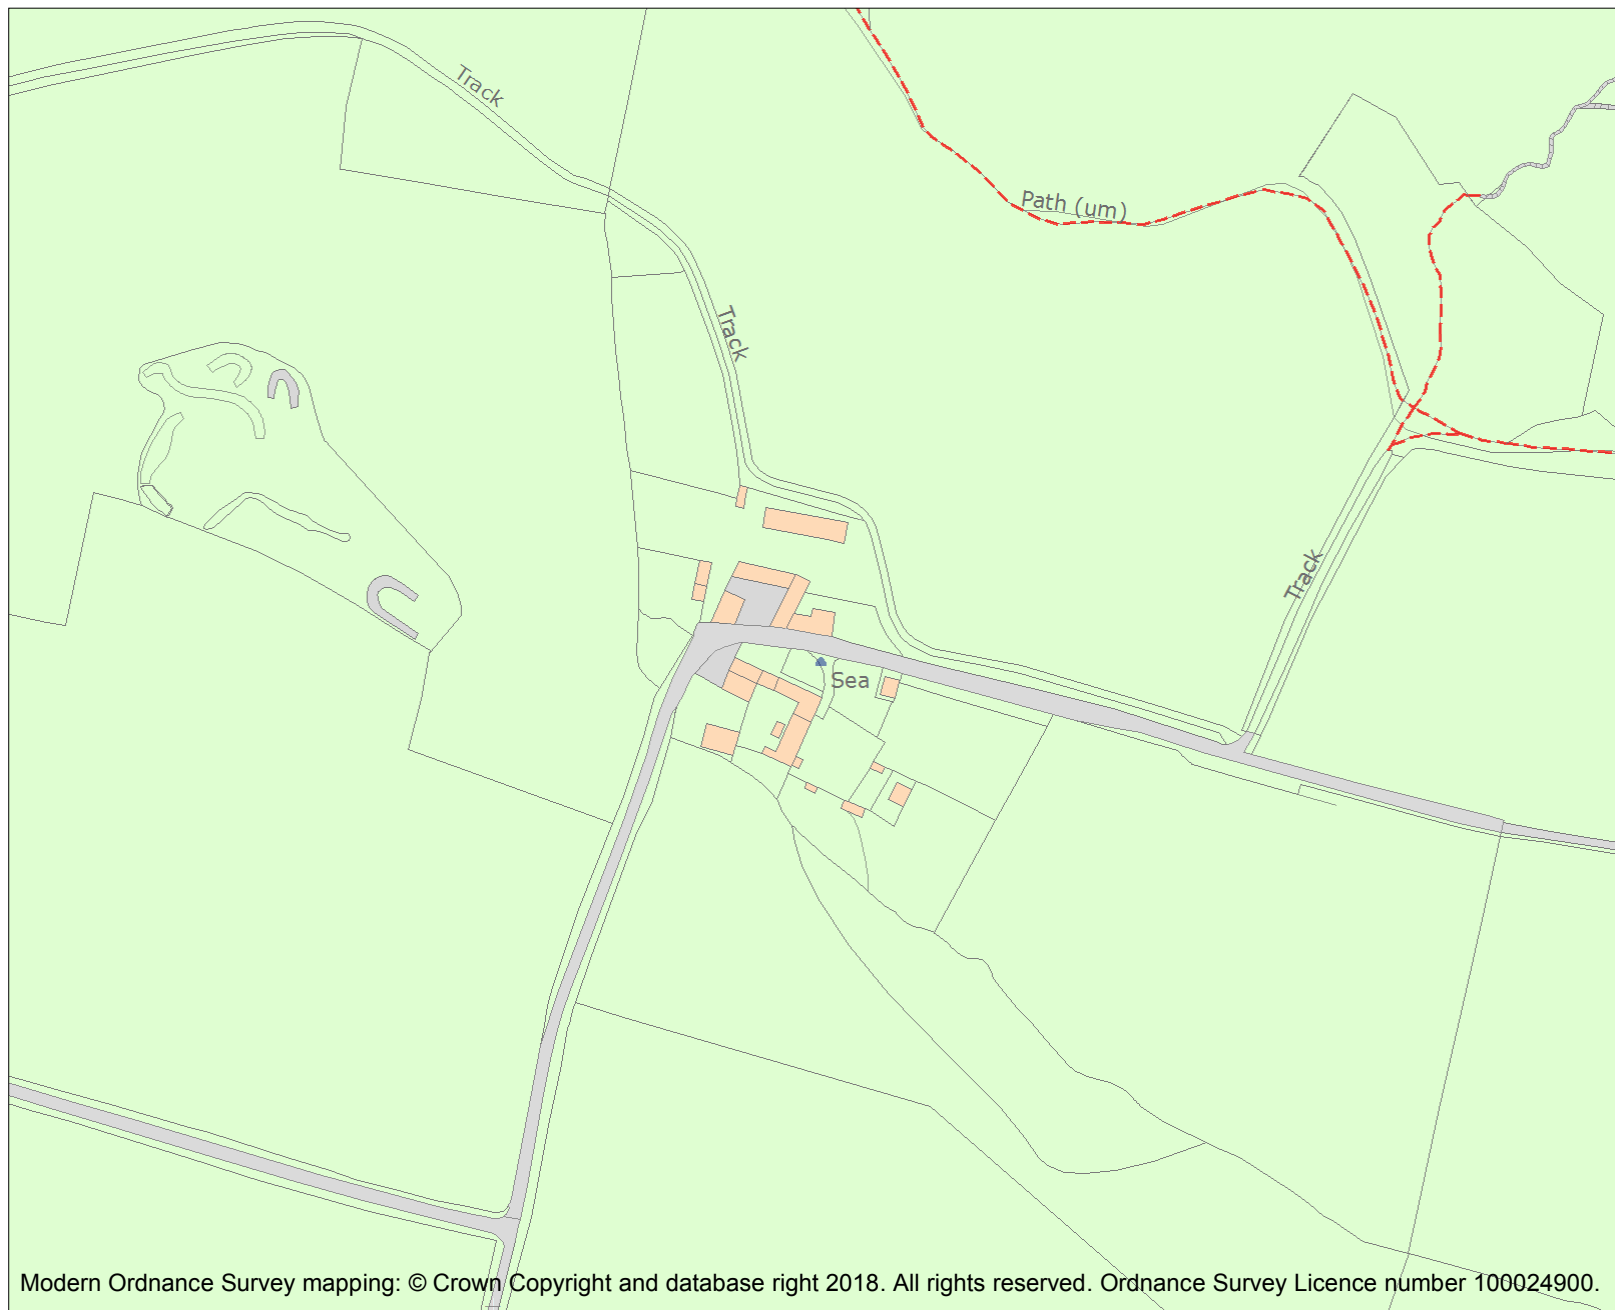 Track
Path (um)
Track
Track
Sea
Modern Ordnance Survey mapping: © Crown Copyright and database right 2018. All rights reserved. Ordnance Survey Licence number 100024900.